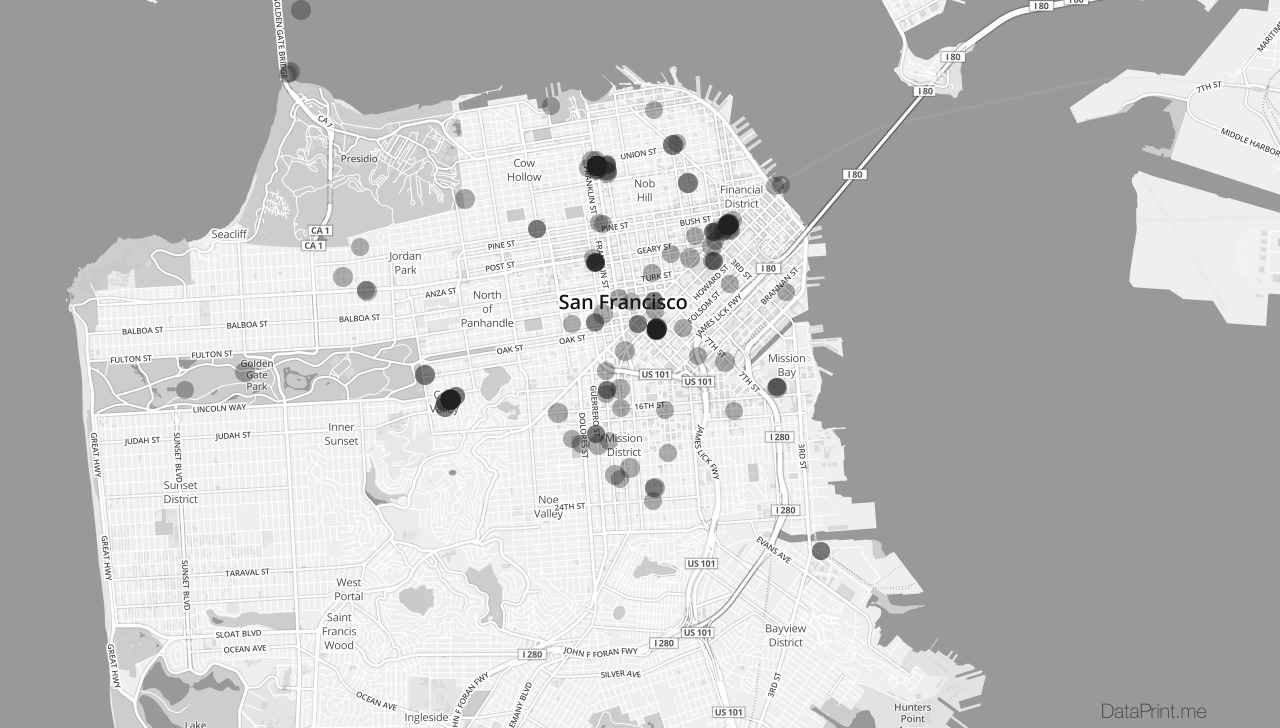 GOLDEN GATE BRIDGE
I 80
I 80
I 80
MARITIME
7TH ST
MIDDLE HARBOR
CA 1
Presidio
Cow
Hollow
UNION ST
FRANKLIN ST
Nob
Hill
Financial
District
I 80
Seacliff
CA 1
CA 1
PINE ST
BUSH ST
PINE ST
GEARY ST
Jordan
Park
POST ST
FRANKLIN ST
TURK ST
3RD ST
I 80
HOWARD ST
BRANNAN ST
ANZA ST
North
of
Panhandle
San Francisco
FOLSOM ST
JAMES LICK FWY
BALBOA ST
BALBOA ST
BALBOA ST
OAK ST
OAK ST
7TH ST
FULTON ST
FULTON ST
Golden
Gate
Park
Mission
Bay
US 101
US 101
7TH ST
LINCOLN WAY
Valley
GUERRERO ST
16TH ST
DOLORES ST
JUDAH ST
JUDAH ST
SUNSET BLVD
Inner
Sunset
GREAT HWY
Mission
District
JAMES LICK FWY
I 280
3RD ST
Sunset
District
Noe
Valley
24TH ST
I 280
GREAT HWY
SUNSET BLVD
TARAVAL ST
EVANS AVE
US 101
West
Portal
Saint
Francis
Wood
SLOAT BLVD
OCEAN AVE
GREAT HWY
I 280
JOHN F FORAN FWY
I 280
US 101
Bayview
District
SILVER AVE
3RD ST
OCEAN AVE
Ingleside
US 101
Hunters
Point
Lake
DataPrint.me